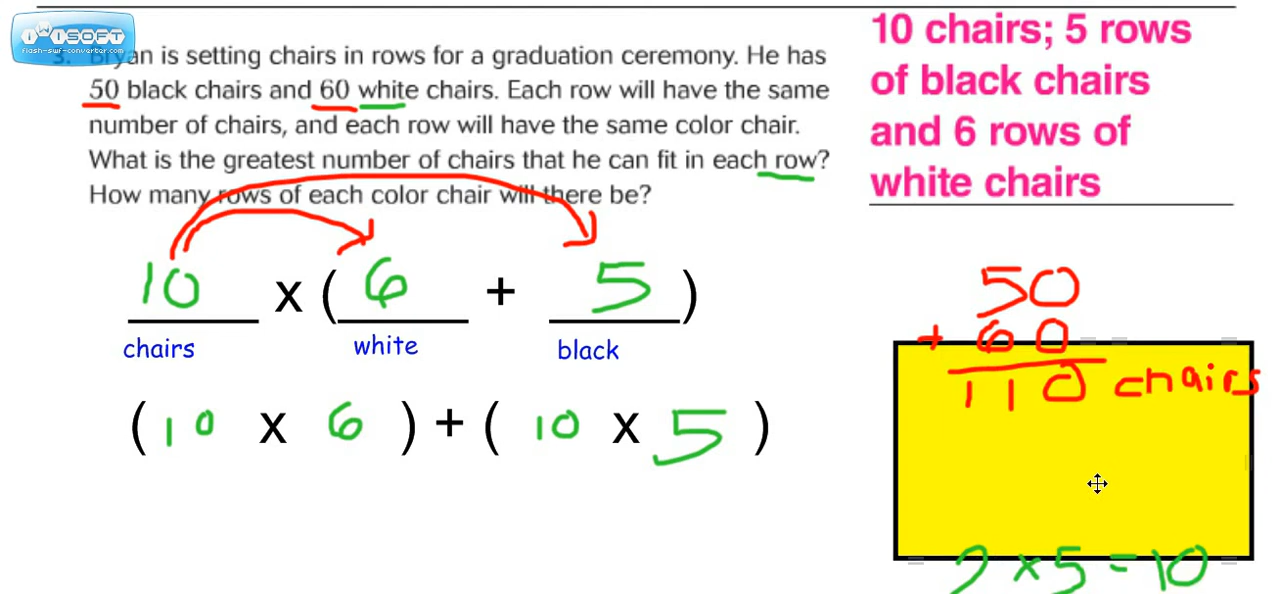 iWiSOFT
flash-swf-converter.com
3. Bryan is setting chairs in rows for a graduation ceremony. He has
50 black chairs and 60 white chairs. Each row will have the same
number of chairs, and each row will have the same color chair.
What is the greatest number of chairs that he can fit in each row?
How many rows of each color chair will there be?
10 chairs; 5 rows
of black chairs
and 6 rows of
white chairs
10 x ( 6 + 5 )
chairs white black
( 10 x 6 ) + ( 10 x 5 )
50
+ 60
110 chairs
2 x 5 = 10